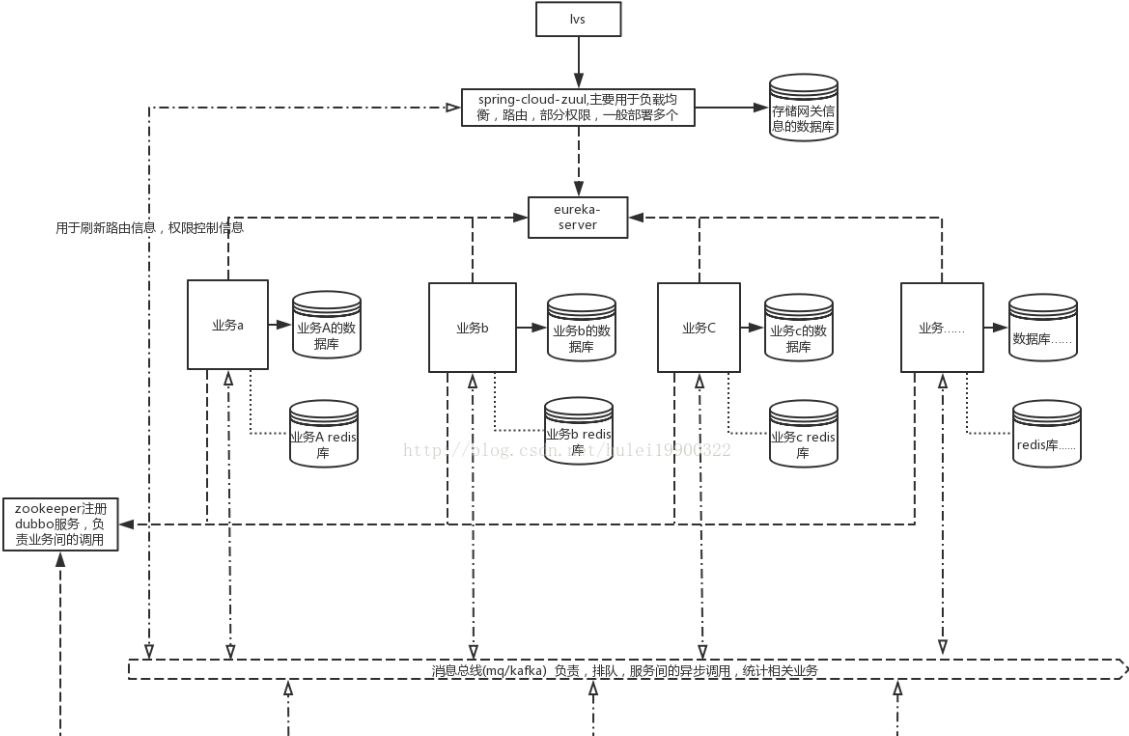 lvs
spring-cloud-zuul,主要用于负载均
衡，路由，部分权限，一般部署多个
存储网关信
息的数据库
eureka-
server
用于刷新路由信息，权限控制信息
业务a
业务A的数
据库
业务b
业务b的数
据库
业务C
业务c的数
据库
业务......
数据库......
业务A redis
库
业务b redis
库
业务c redis
库
redis库......
http://blog.csdn.net/hulei19900322
zookeeper注册
dubbo服务，负
责业务间的调用
消息总线(mq/kafka) 负责，排队，服务间的异步调用，统计相关业务